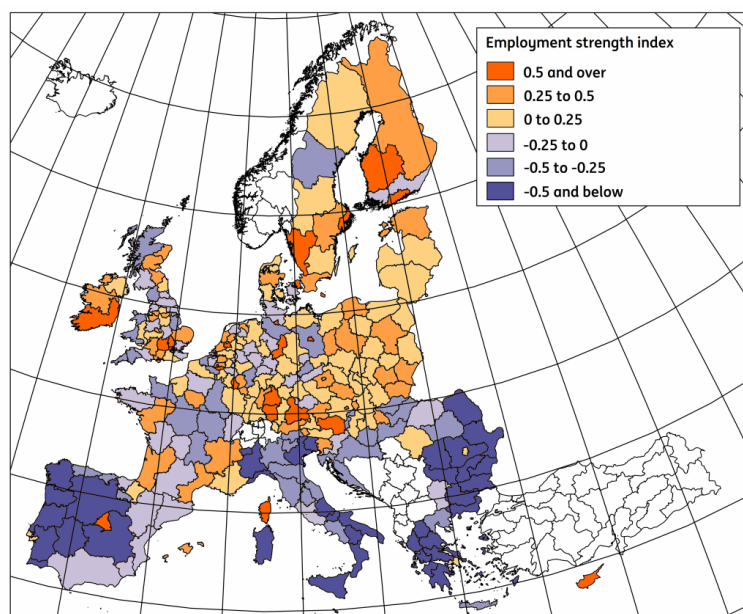 Employment strength index
0.5 and over
0.25 to 0.5
0 to 0.25
-0.25 to 0
-0.5 to -0.25
-0.5 and below